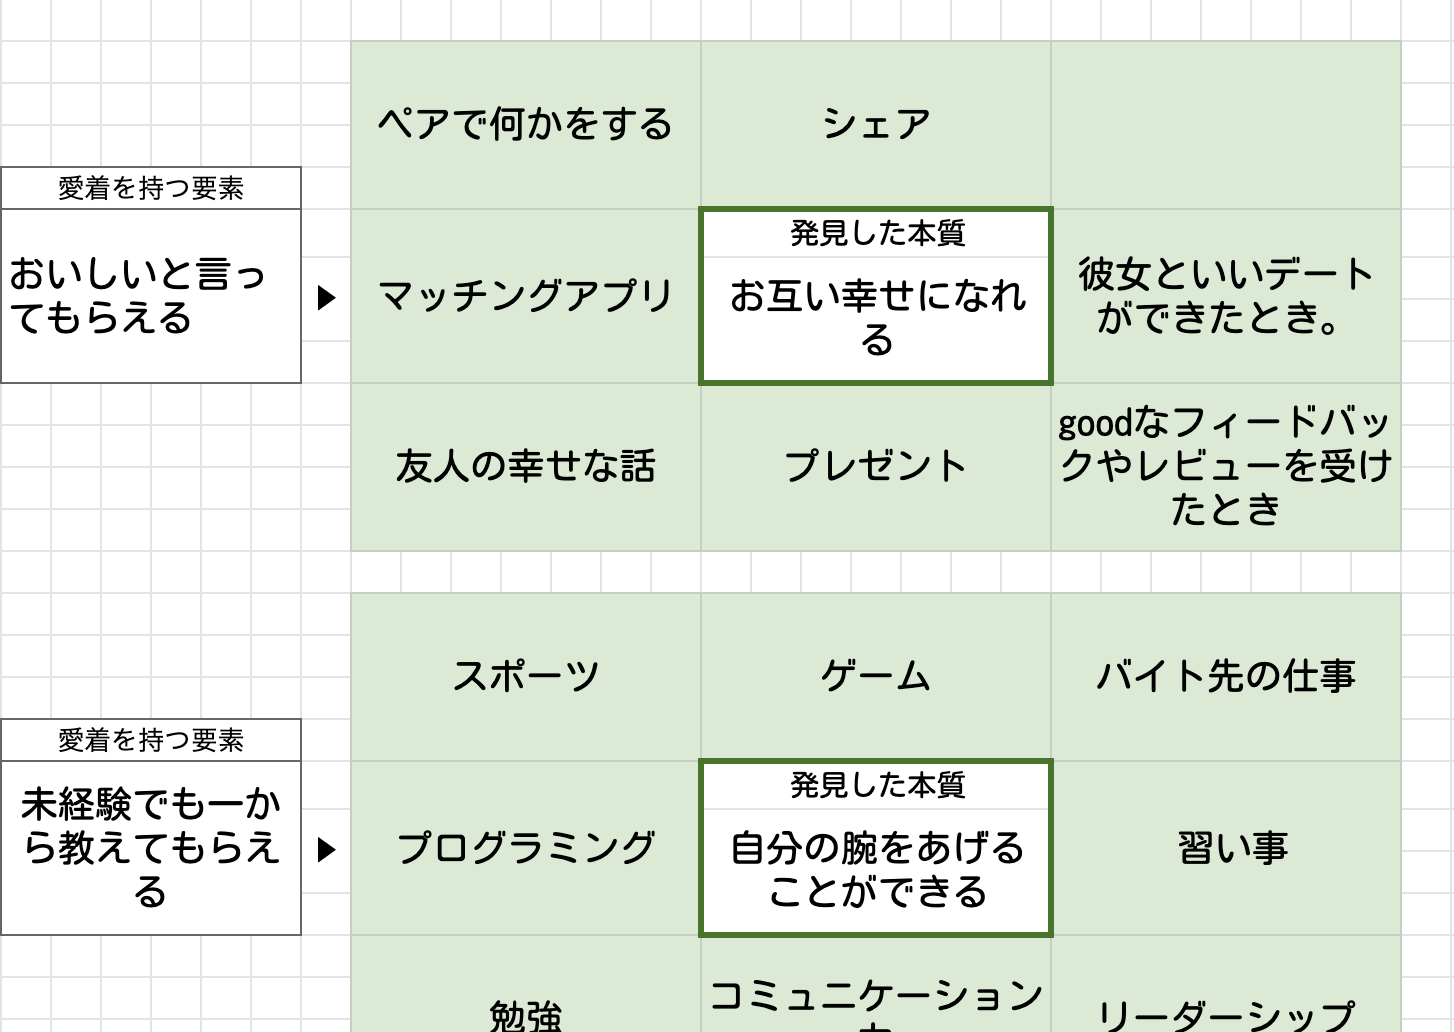 ペアで何かをする
シェア
愛着を持つ要素
おいしいと言っ
てもらえる
▶
マッチングアプリ
発見した本質
お互い幸せになれ
る
彼女といいデート
ができたとき。
友人の幸せな話
プレゼント
goodなフィードバッ
クやレビューを受け
たとき
スポーツ
ゲーム
バイト先の仕事
愛着を持つ要素
未経験でも一か
ら教えてもらえ
る
▶
プログラミング
発見した本質
自分の腕をあげる
ことができる
習い事
勉強
コミュニケーション
リーダーシップ